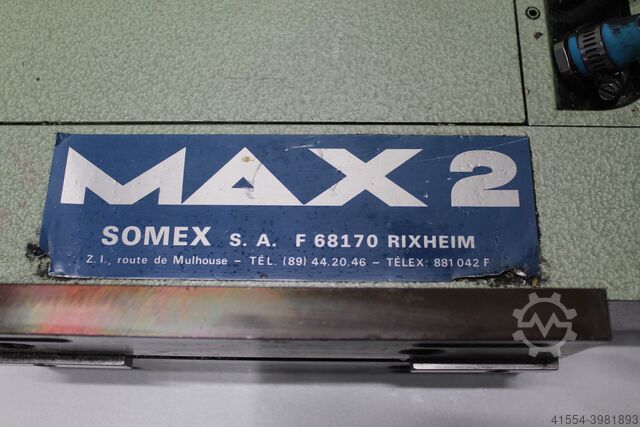 MAX 2
SOMEX S. A. F 68170 RIXHEIM
Z. I., route de Mulhouse – TÉL. (89) 44.20.46 – TÉLEX: 881 042 F
41554-3981893